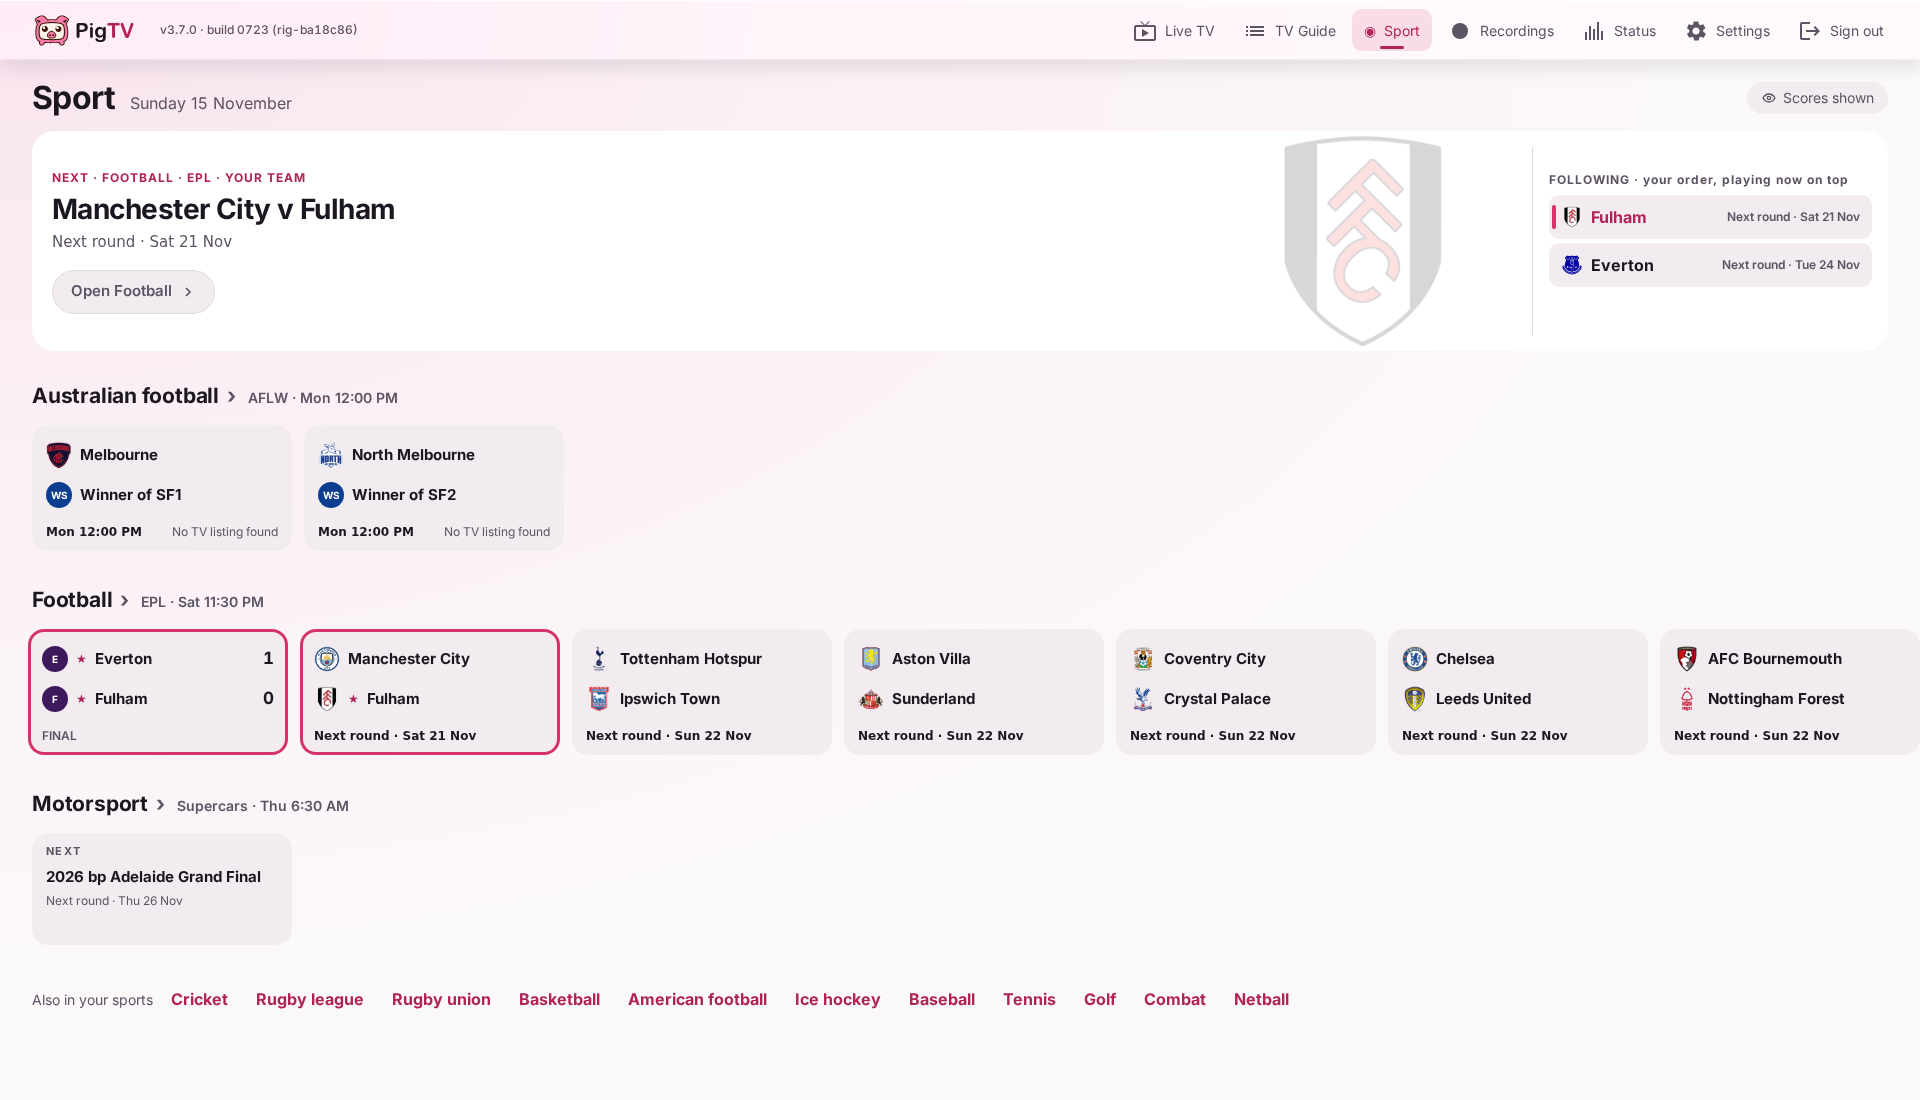 PigTV
v3.7.0 · build 0723 (rig-ba18c86)
Live TV
TV Guide
Sport
Recordings
Status
Settings
Sign out
Sport
Sunday 15 November
Scores shown
NEXT · FOOTBALL · EPL · YOUR TEAM
Manchester City v Fulham
Next round · Sat 21 Nov
Open Football
FFC
FOLLOWING · your order, playing now on top
Fulham
Next round · Sat 21 Nov
Everton
Next round · Tue 24 Nov
Australian football
AFLW · Mon 12:00 PM
Melbourne
WS Winner of SF1
Mon 12:00 PM No TV listing found
North Melbourne
WS Winner of SF2
Mon 12:00 PM No TV listing found
Football
EPL · Sat 11:30 PM
E ★ Everton 1
F ★ Fulham 0
FINAL
Manchester City
★ Fulham
Next round · Sat 21 Nov
Tottenham Hotspur
Ipswich Town
Next round · Sun 22 Nov
Aston Villa
Sunderland
Next round · Sun 22 Nov
Coventry City
Crystal Palace
Next round · Sun 22 Nov
Chelsea
Leeds United
Next round · Sun 22 Nov
AFC Bournemouth
Nottingham Forest
Next round · Sun 22 Nov
Motorsport
Supercars · Thu 6:30 AM
NEXT
2026 bp Adelaide Grand Final
Next round · Thu 26 Nov
Also in your sports Cricket Rugby league Rugby union Basketball American football Ice hockey Baseball Tennis Golf Combat Netball